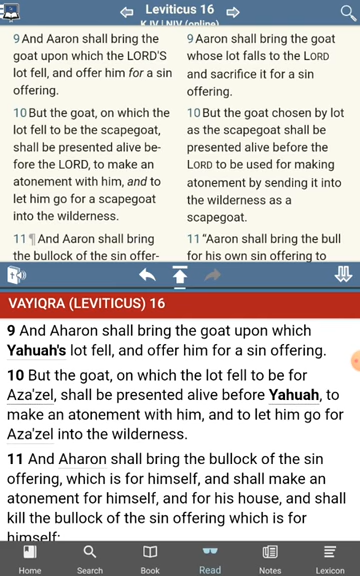 Leviticus 16
KJV | NIV (online)
9 And Aaron shall bring the
goat upon which the LORD'S
lot fell, and offer him for a sin
offering.
10 But the goat, on which the
lot fell to be the scapegoat,
shall be presented alive be-
fore the LORD, to make an
atonement with him, and to
let him go for a scapegoat
into the wilderness.
11 ¶ And Aaron shall bring
the bullock of the sin offer-
9 Aaron shall bring the goat
whose lot falls to the LORD
and sacrifice it for a sin
offering.
10 But the goat chosen by lot
as the scapegoat shall be
presented alive before the
LORD to be used for making
atonement by sending it into
the wilderness as a
scapegoat.
11 “Aaron shall bring the bull
for his own sin offering to
VAYIQRA (LEVITICUS) 16
9 And Aharon shall bring the goat upon which
Yahuah's lot fell, and offer him for a sin offering.
10 But the goat, on which the lot fell to be for
Aza'zel, shall be presented alive before Yahuah, to
make an atonement with him, and to let him go for
Aza'zel into the wilderness.
11 And Aharon shall bring the bullock of the sin
offering, which is for himself, and shall make an
atonement for himself, and for his house, and shall
kill the bullock of the sin offering which is for
himself:
Home Search Book Read Notes Lexicon